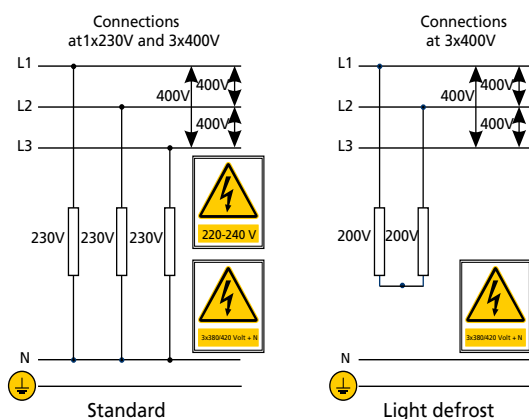 Connections
at1x230V and 3x400V
L1
400V
400V
L2
400V
L3
230V
230V
230V
220-240 V
3x380/420 Volt + N
N
Standard
Connections
at 3x400V
L1
400V
400V
L2
400V
L3
200V
200V
3x380/420 Volt + N
N
Light defrost